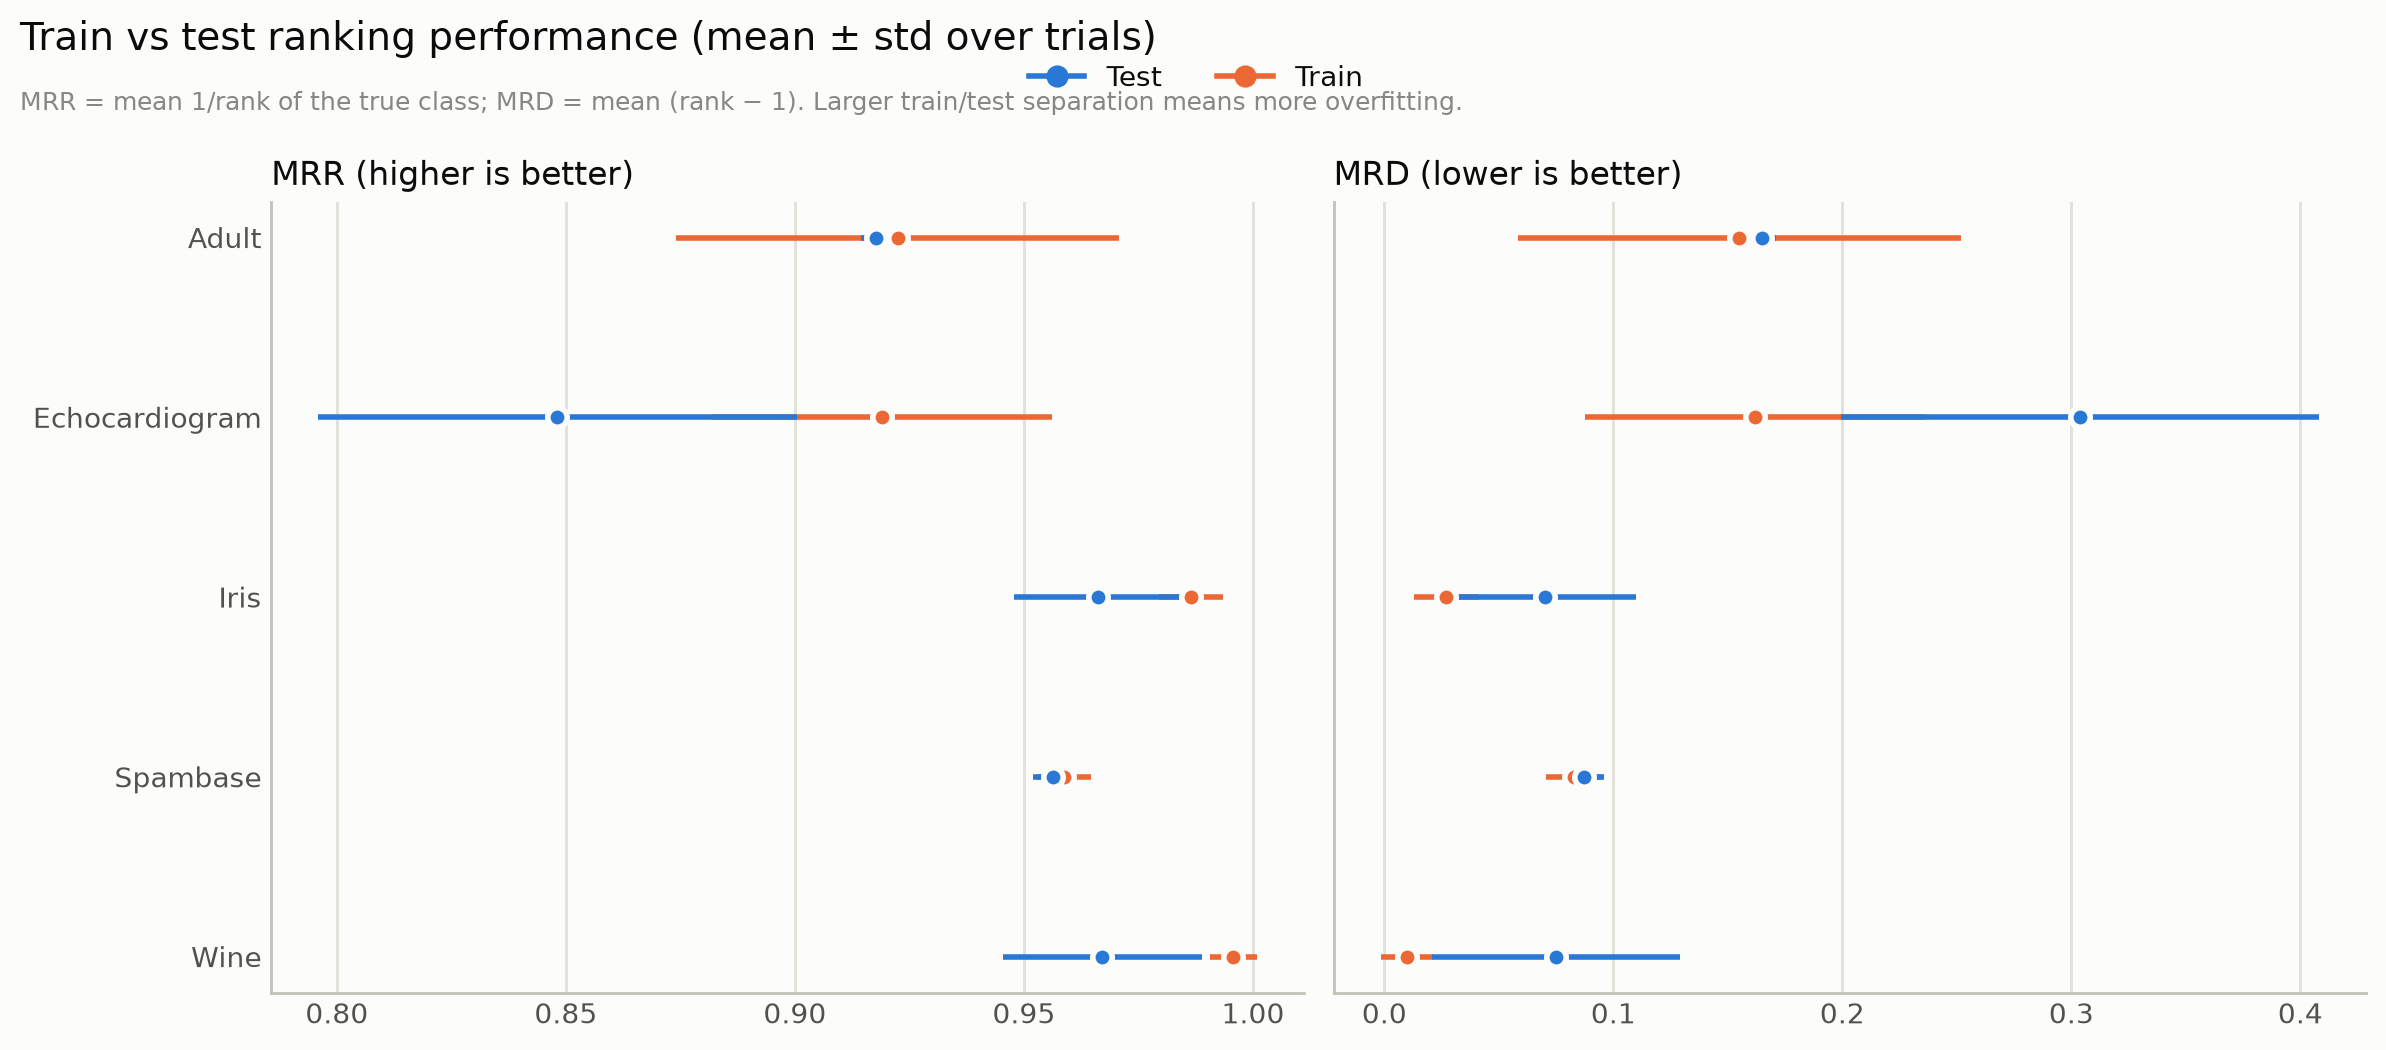 Train vs test ranking performance (mean ± std over trials)
Test
Train
MRR = mean 1/rank of the true class; MRD = mean (rank − 1). Larger train/test separation means more overfitting.
MRR (higher is better)
MRD (lower is better)
Adult
Echocardiogram
Iris
Spambase
Wine
0.80 0.85 0.90 0.95 1.00
0.0 0.1 0.2 0.3 0.4